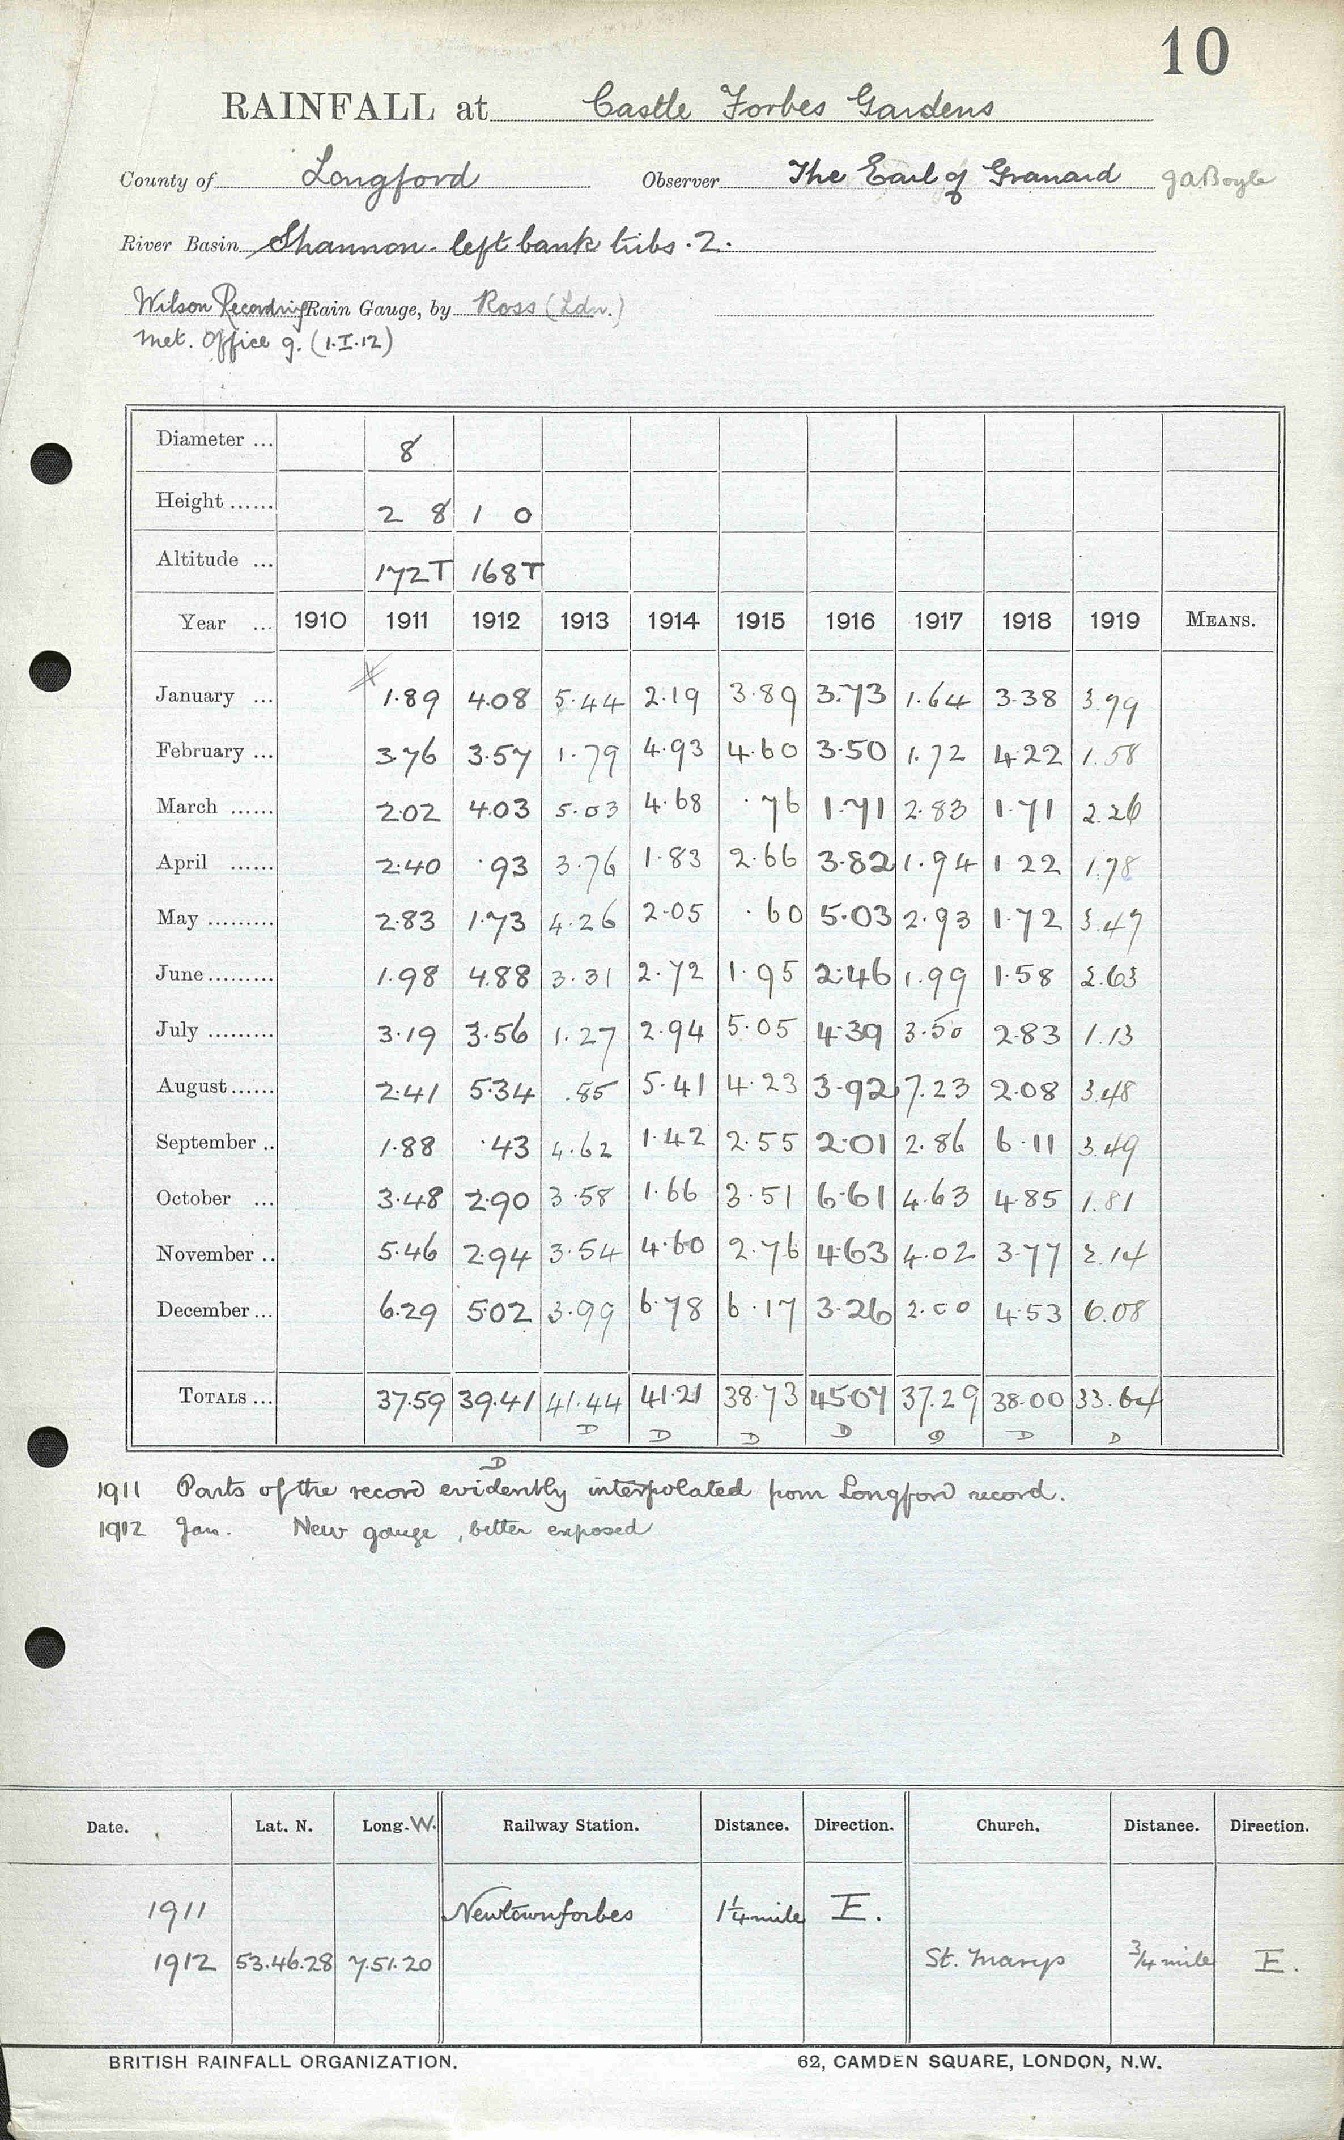 10
RAINFALL at Castle Forbes Gardens
County of Longford Observer The Earl of Granard J A Boyle
River Basin Shannon - left bank tribs . 2.
Wilson Recording Rain Gauge, by Ross (Ldn.)
Met. Office g. (1.I.12)
Diameter ... 8
Height ...... 2 8 1 0
Altitude ... 172T 168T
Year ... 1910 1911 1912 1913 1914 1915 1916 1917 1918 1919 MEANS.
January ... 1.89 4.08 5.44 2.19 3.89 3.73 1.64 3.38 3.79
February ... 3.76 3.57 1.79 4.93 4.60 3.50 1.72 4.22 1.58
March ...... 2.02 4.03 5.03 4.68 .76 1.71 2.83 1.71 2.26
April ...... 2.40 .93 3.76 1.83 2.66 3.82 1.94 1 22 1.78
May ......... 2.83 1.73 4.26 2.05 .60 5.03 2.93 1.72 3.47
June ......... 1.98 4.88 3.31 2.72 1.95 2.46 1.99 1.58 2.63
July ......... 3.19 3.56 1.27 2.94 5.05 4.39 3.50 2.83 1.13
August ...... 2.41 5.34 .85 5.41 4.23 3.92 7.23 2.08 3.48
September .. 1.88 .43 4.62 1.42 2.55 2.01 2.86 6.11 3.49
October ... 3.48 2.90 3.58 1.66 3.51 6.61 4.63 4.85 1.81
November .. 5.46 2.94 3.54 4.60 2.76 4.63 4.02 3.77 2.14
December ... 6.29 5.02 3.99 6.78 6.17 3.26 2.00 4.53 6.08
TOTALS ... 37.59 39.41 41.44 41.21 38.73 45.07 37.29 38.00 33.64
D D D D D D D D
1911 Parts of the record evidently interpolated from Longford record.
1912 Jan. New gauge, better exposed
Date. Lat. N. Long. W. Railway Station. Distance. Direction. Church. Distance. Direction.
1911 Newtownforbes 1¼ mile E.
1912 53.46.28 7.51.20 St. Marys ¾ mile E.
BRITISH RAINFALL ORGANIZATION. 62, CAMDEN SQUARE, LONDON, N.W.